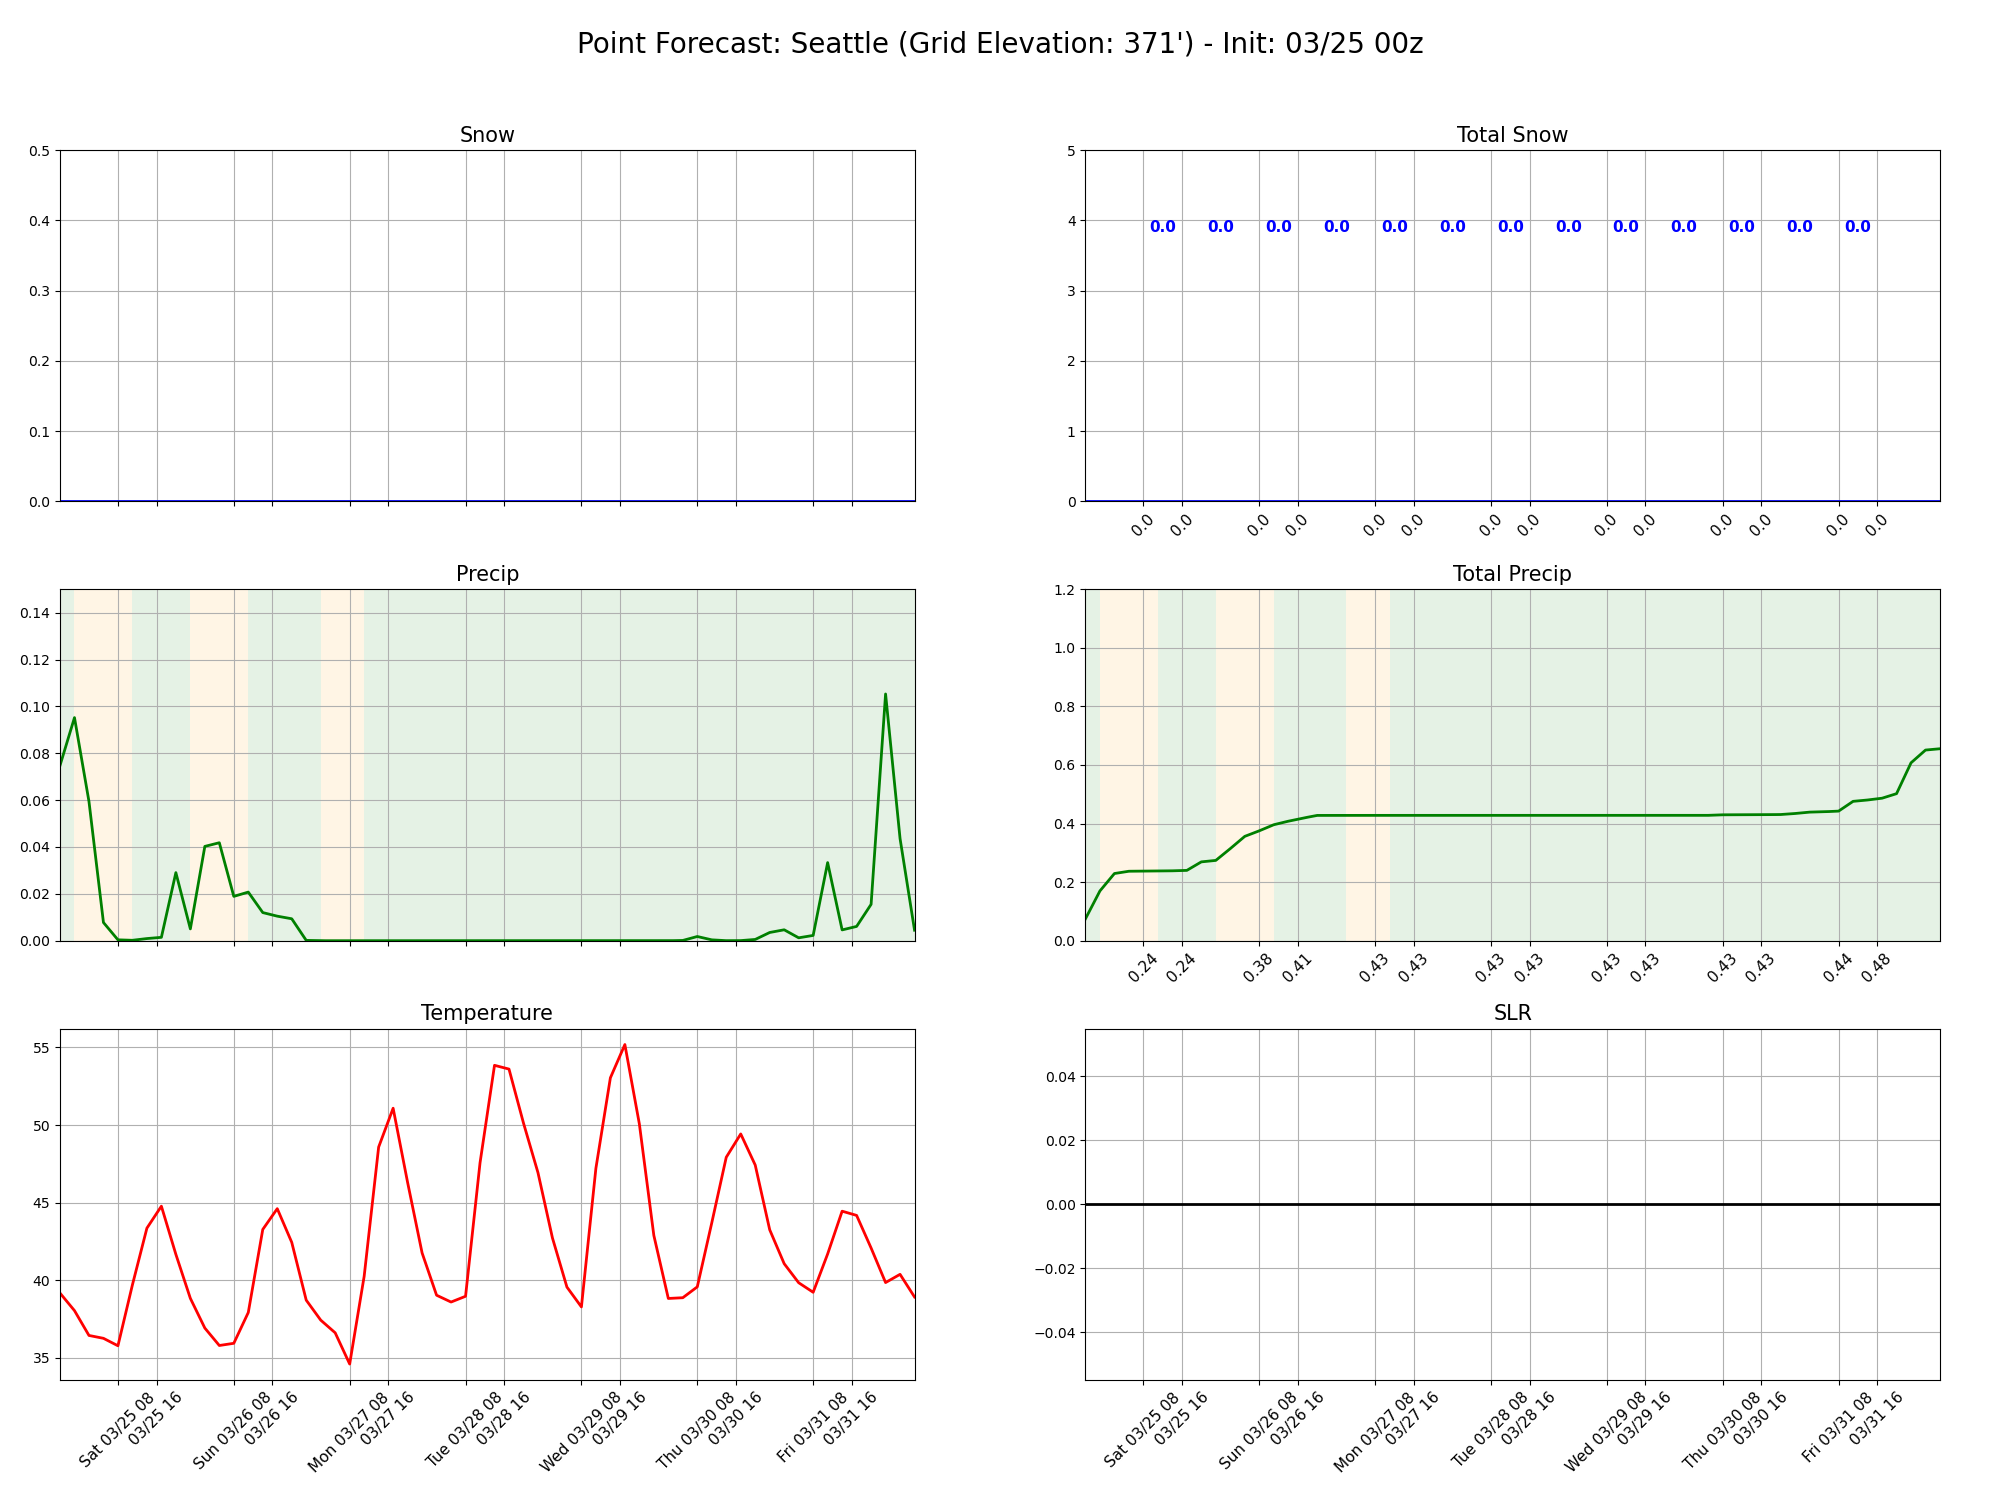 Point Forecast: Seattle (Grid Elevation: 371') - Init: 03/25 00z
Snow
0.5
0.4
0.3
0.2
0.1
0.0
Total Snow
5
4
3
2
1
0
0.0 0.0 0.0 0.0 0.0 0.0 0.0 0.0 0.0 0.0 0.0 0.0 0.0
0.0 0.0 0.0 0.0 0.0 0.0 0.0 0.0 0.0 0.0 0.0 0.0 0.0 0.0
Precip
0.14
0.12
0.10
0.08
0.06
0.04
0.02
0.00
Total Precip
1.2
1.0
0.8
0.6
0.4
0.2
0.0
0.24 0.24 0.38 0.41 0.43 0.43 0.43 0.43 0.43 0.43 0.43 0.43 0.44 0.48
Temperature
55
50
45
40
35
Sat 03/25 08
03/25 16
Sun 03/26 08
03/26 16
Mon 03/27 08
03/27 16
Tue 03/28 08
03/28 16
Wed 03/29 08
03/29 16
Thu 03/30 08
03/30 16
Fri 03/31 08
03/31 16
SLR
0.04
0.02
0.00
−0.02
−0.04
Sat 03/25 08
03/25 16
Sun 03/26 08
03/26 16
Mon 03/27 08
03/27 16
Tue 03/28 08
03/28 16
Wed 03/29 08
03/29 16
Thu 03/30 08
03/30 16
Fri 03/31 08
03/31 16